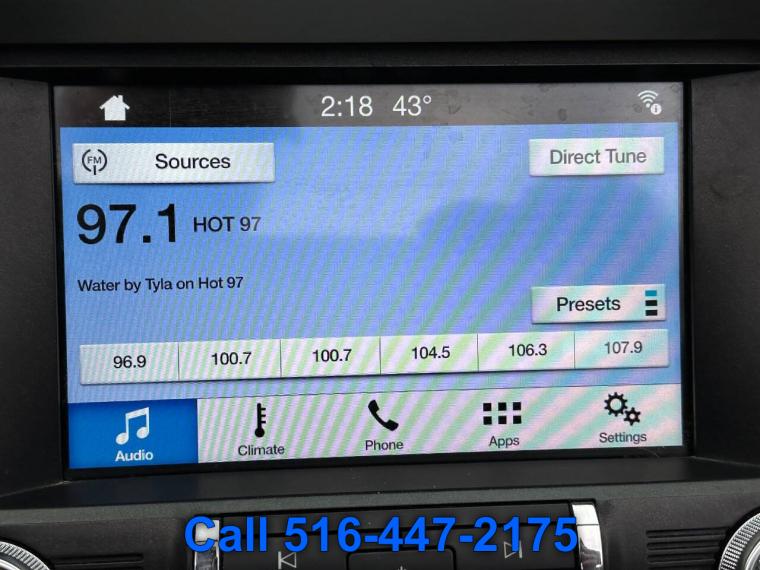 2:18 43°
FM Sources Direct Tune
97.1 HOT 97
Water by Tyla on Hot 97
Presets
96.9 100.7 100.7 104.5 106.3 107.9
Audio Climate Phone Apps Settings
Call 516-447-2175